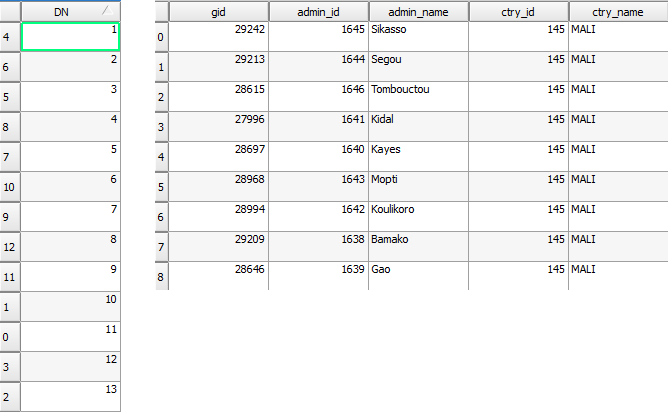 DN
4 1
6 2
5 3
8 4
7 5
10 6
9 7
12 8
11 9
1 10
0 11
3 12
2 13
gid admin_id admin_name ctry_id ctry_name
0 29242 1645 Sikasso 145 MALI
1 29213 1644 Segou 145 MALI
2 28615 1646 Tombouctou 145 MALI
3 27996 1641 Kidal 145 MALI
4 28697 1640 Kayes 145 MALI
5 28968 1643 Mopti 145 MALI
6 28994 1642 Koulikoro 145 MALI
7 29209 1638 Bamako 145 MALI
8 28646 1639 Gao 145 MALI